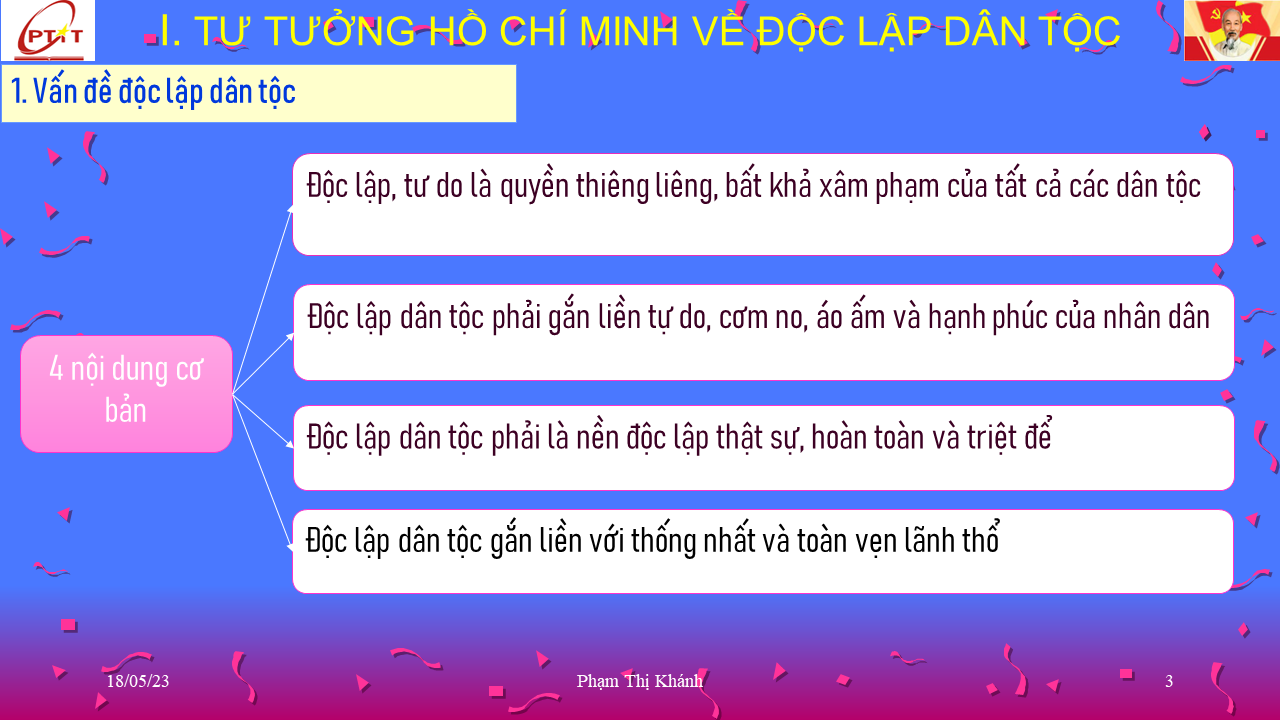 PTIT
I. TƯ TƯỞNG HỒ CHÍ MINH VỀ ĐỘC LẬP DÂN TỘC
1. Vấn đề độc lập dân tộc
4 nội dung cơ
bản
Độc lập, tư do là quyền thiêng liêng, bất khả xâm phạm của tất cả các dân tộc
Độc lập dân tộc phải gắn liền tự do, cơm no, áo ấm và hạnh phúc của nhân dân
Độc lập dân tộc phải là nền độc lập thật sự, hoàn toàn và triệt để
Độc lập dân tộc gắn liền với thống nhất và toàn vẹn lãnh thổ
18/05/23
Phạm Thị Khánh
3